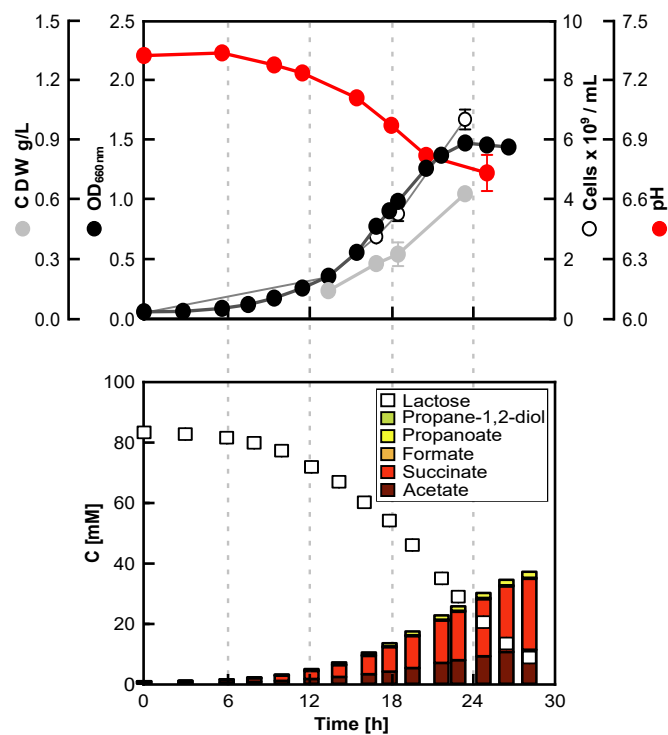 1.5 2.5 10 7.5
1.2 2.0 8 7.2
0.9 1.5 6 6.9
0.6 1.0 4 6.6
0.3 0.5 2 6.3
0.0 0.0 0 6.0
CDW g/L
OD660nm
Cells x 10⁹ / mL
pH
100
80
60
40
20
0
C [mM]
Lactose
Propane-1,2-diol
Propanoate
Formate
Succinate
Acetate
0 6 12 18 24 30
Time [h]